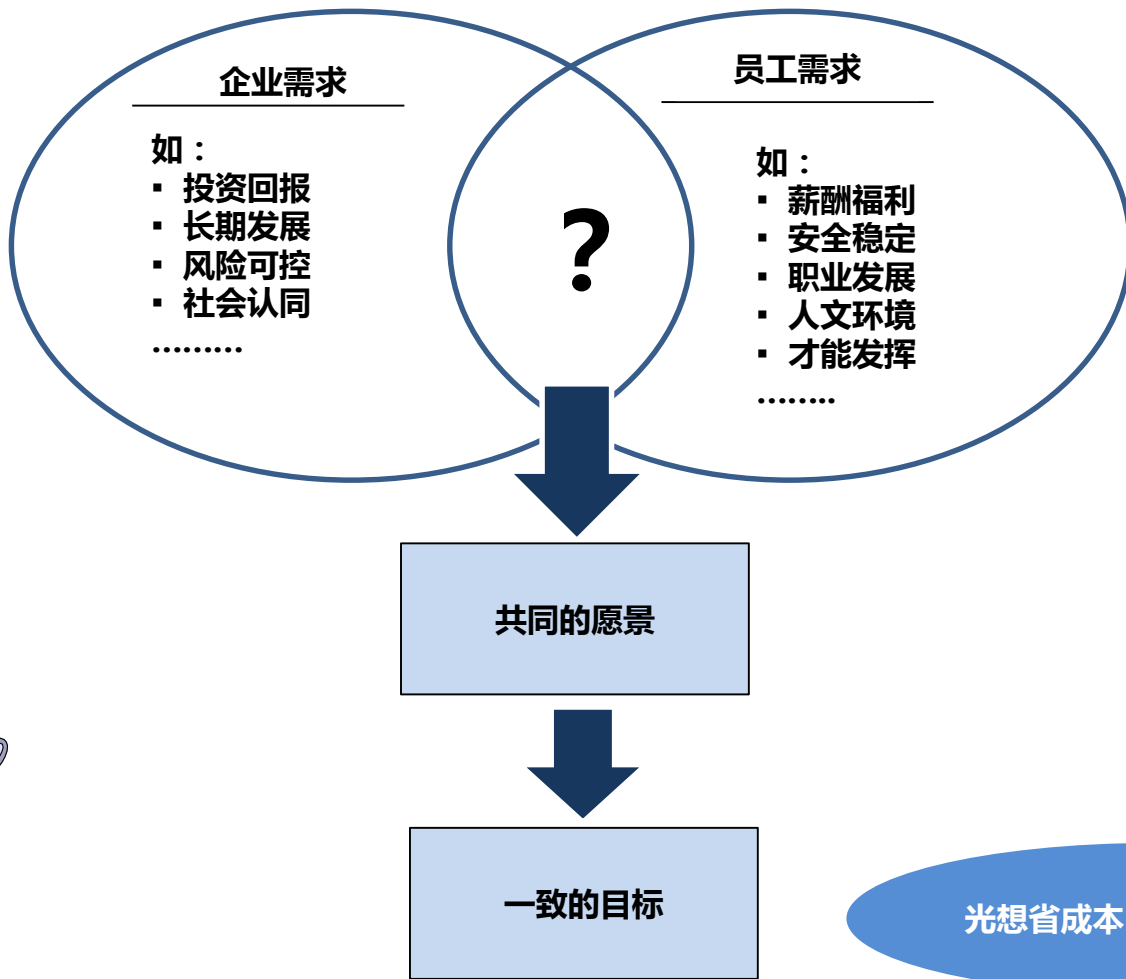 企业需求
如：
▪ 投资回报
▪ 长期发展
▪ 风险可控
▪ 社会认同
………
员工需求
如：
▪ 薪酬福利
▪ 安全稳定
▪ 职业发展
▪ 人文环境
▪ 才能发挥
……..
?
共同的愿景
一致的目标
光想省成本